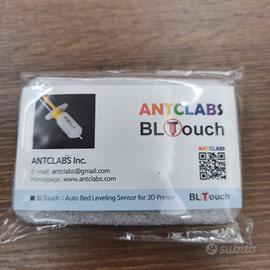 ANTCLABS
BLTouch
ANTCLABS
ANTCLABS Inc.
E-mail. antclabs@gmail.com
Homepage. www.antclabs.com
BLTouch :: Auto Bed Leveling Sensor for 3D Printer
BLTouch
subito